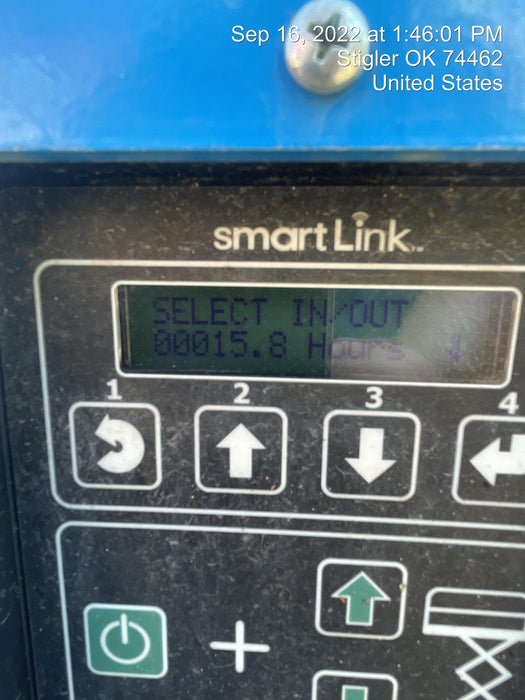 Sep 16, 2022 at 1:46:01 PM
Stigler OK 74462
United States
smartLink™
SELECT IN/OUT
00015.8 Hours ↓
1 2 3 4